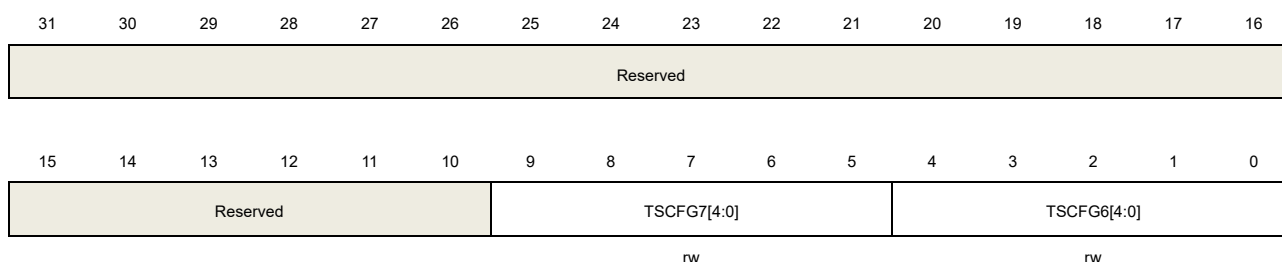 31 30 29 28 27 26 25 24 23 22 21 20 19 18 17 16
Reserved
15 14 13 12 11 10 9 8 7 6 5 4 3 2 1 0
Reserved TSCFG7[4:0] TSCFG6[4:0]
rw rw